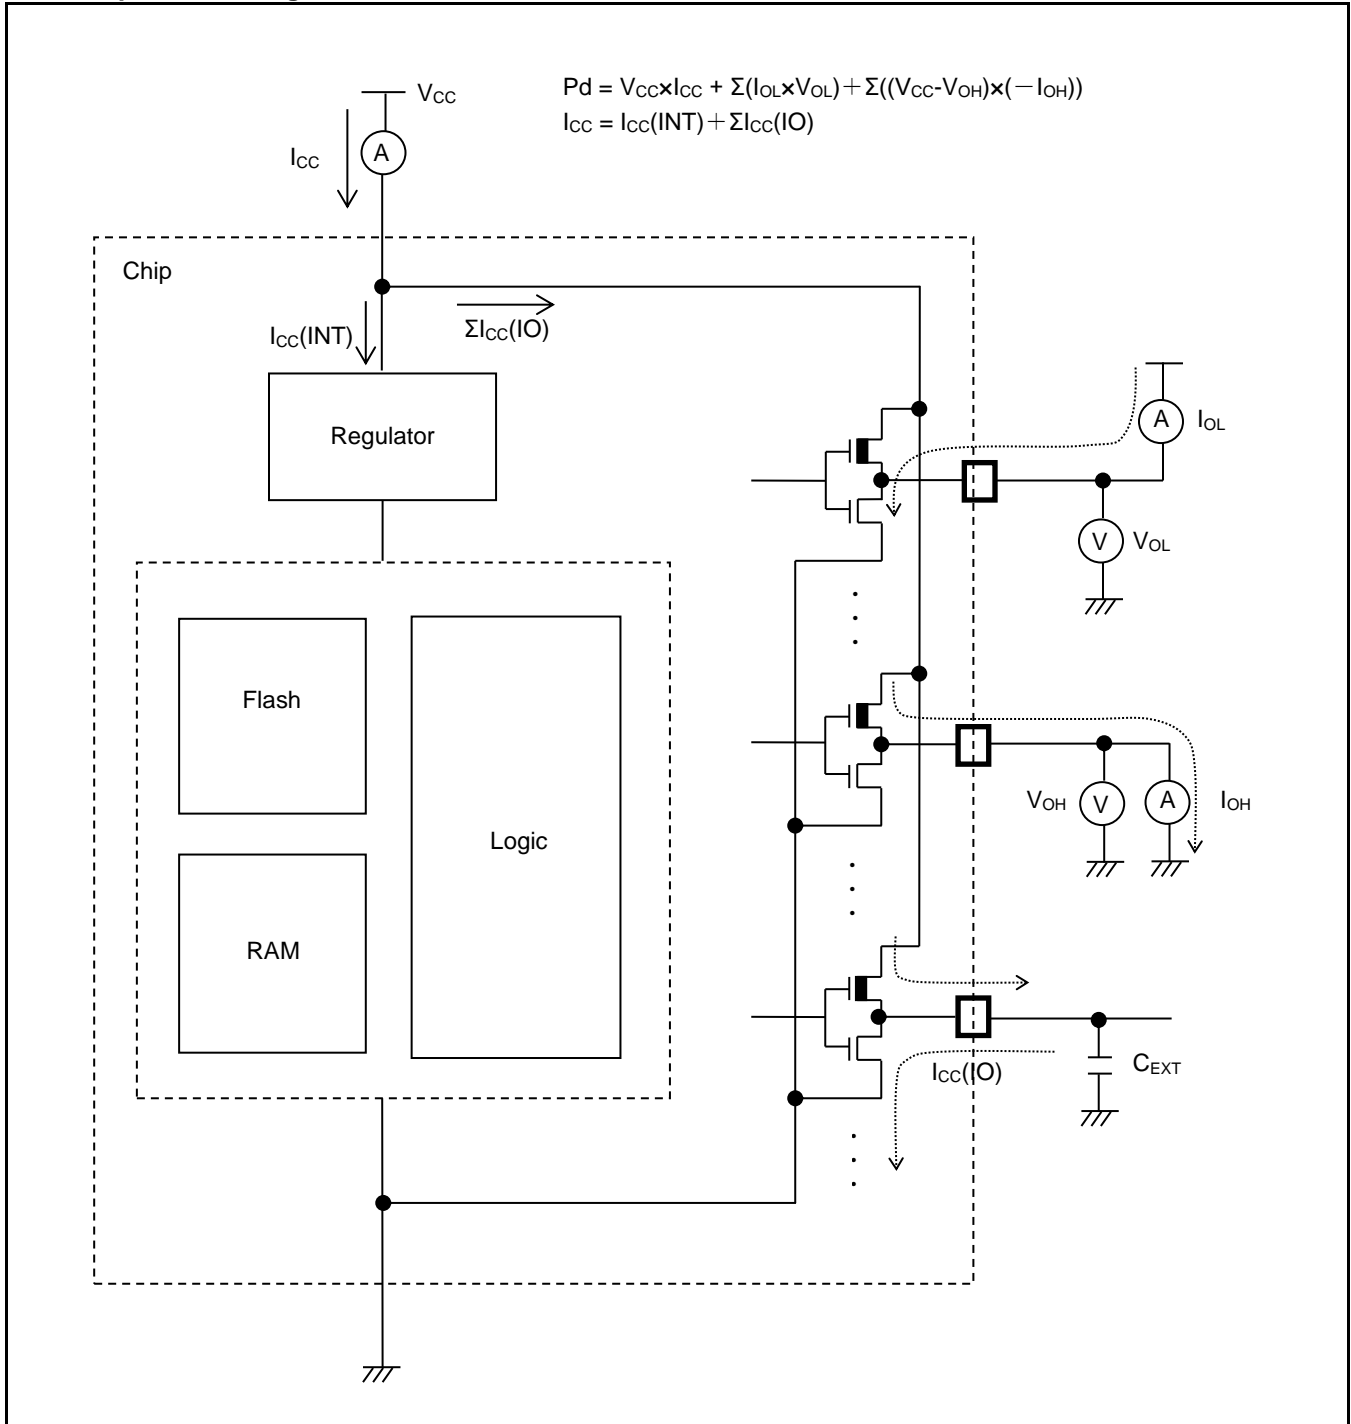 Pd = VCC×ICC + Σ(IOL×VOL)+Σ((VCC-VOH)×(-IOH))
ICC = ICC(INT)+ΣICC(IO)
VCC
A
ICC
Chip
ICC(INT)
ΣICC(IO)
Regulator
A
IOL
V
VOL
Flash
VOH
V
A
IOH
Logic
RAM
ICC(IO)
CEXT